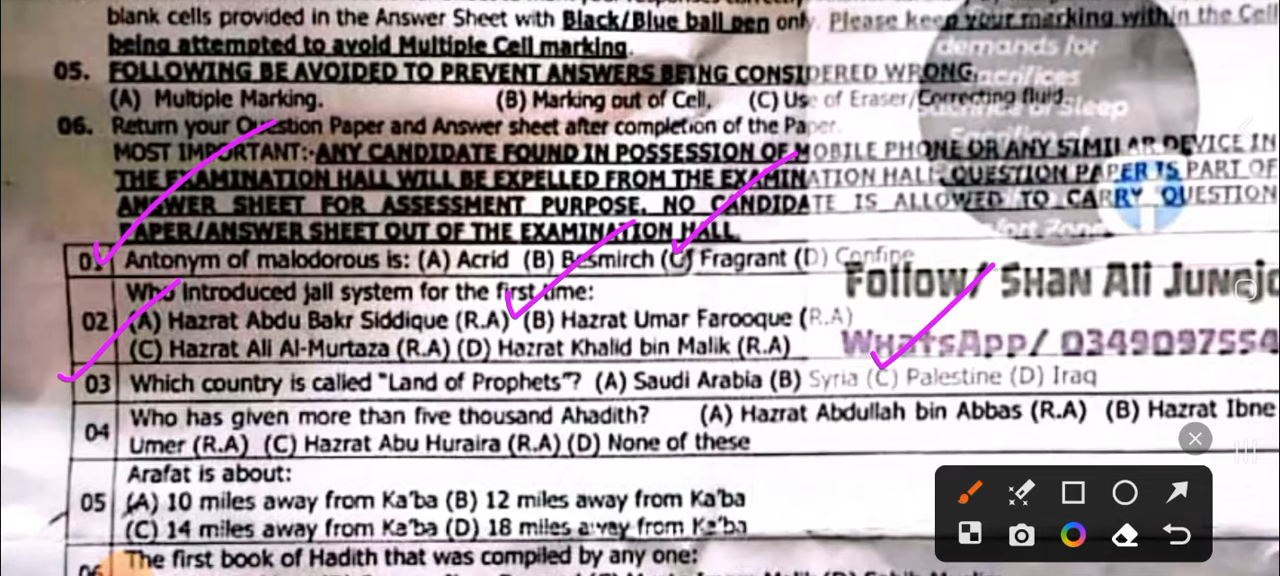 blank cells provided in the Answer Sheet with Black/Blue ball pen only. Please keep your marking within the Cell
being attempted to avoid Multiple Cell marking.
05. FOLLOWING BE AVOIDED TO PREVENT ANSWERS BEING CONSIDERED WRONG.
(A) Multiple Marking. (B) Marking out of Cell. (C) Use of Eraser/Correcting fluid
06. Return your Question Paper and Answer sheet after completion of the Paper.
MOST IMPORTANT:-ANY CANDIDATE FOUND IN POSSESSION OF MOBILE PHONE OR ANY SIMILAR DEVICE IN
THE EXAMINATION HALL WILL BE EXPELLED FROM THE EXAMINATION HALL. QUESTION PAPER IS PART OF
ANSWER SHEET FOR ASSESSMENT PURPOSE. NO CANDIDATE IS ALLOWED TO CARRY QUESTION
PAPER/ANSWER SHEET OUT OF THE EXAMINATION HALL.
demands for
Sacrifices
Sleep
Sacrifice of
fort Zone
01 Antonym of malodorous is: (A) Acrid (B) Besmirch (C) Fragrant (D) Confine
Follow/ SHAN Ali JUNejo
Who introduced jail system for the first time:
02 (A) Hazrat Abdu Bakr Siddique (R.A) (B) Hazrat Umar Farooque (R.A)
(C) Hazrat Ali Al-Murtaza (R.A) (D) Hazrat Khalid bin Malik (R.A)
WHatsApp/ 0349097554
03 Which country is called "Land of Prophets"? (A) Saudi Arabia (B) Syria (C) Palestine (D) Iraq
04 Who has given more than five thousand Ahadith? (A) Hazrat Abdullah bin Abbas (R.A) (B) Hazrat Ibne
Umer (R.A) (C) Hazrat Abu Huraira (R.A) (D) None of these
Arafat is about:
05 (A) 10 miles away from Ka'ba (B) 12 miles away from Ka'ba
(C) 14 miles away from Ka'ba (D) 18 miles away from Ka'ba
06 The first book of Hadith that was compiled by any one: